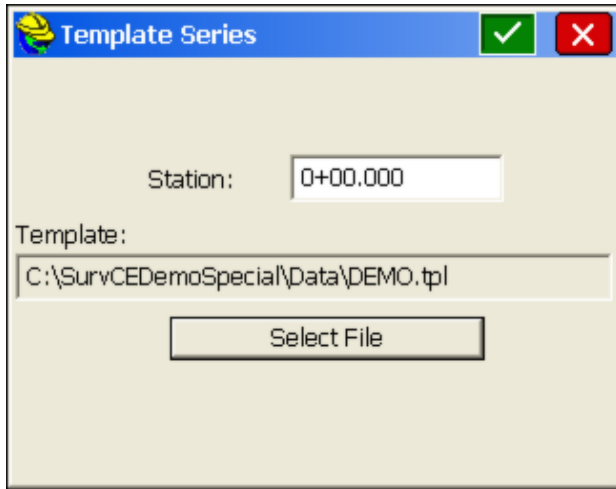 Template Series
Station: 0+00.000
Template:
C:\SurvCEDemoSpecial\Data\DEMO.tpl
Select File